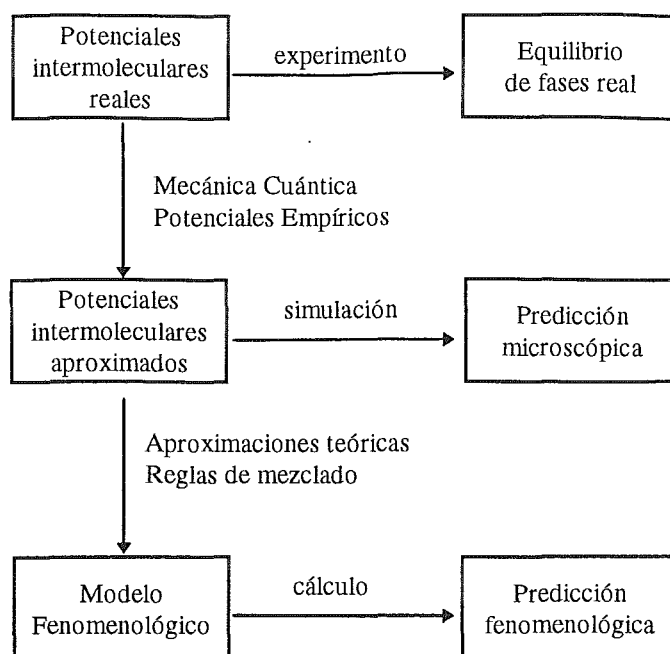 Potenciales
intermoleculares
reales
experimento
Equilibrio
de fases real
Mecánica Cuántica
Potenciales Empíricos
Potenciales
intermoleculares
aproximados
simulación
Predicción
microscópica
Aproximaciones teóricas
Reglas de mezclado
Modelo
Fenomenológico
cálculo
Predicción
fenomenológica